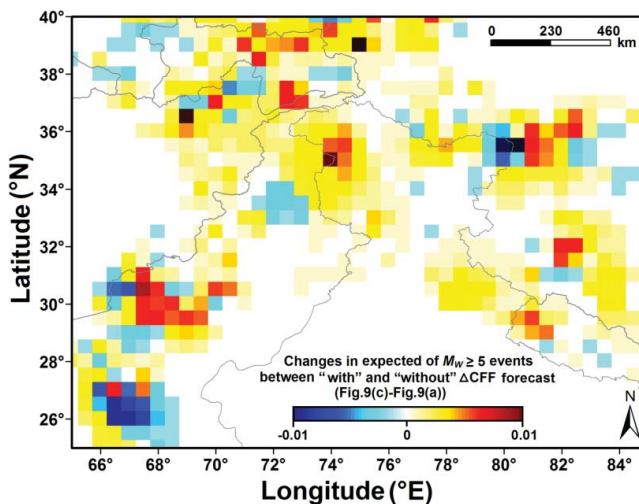 40°
38°
36°
34°
32°
30°
28°
26°
Latitude (°N)
0 230 460
km
Changes in expected of Mw ≥ 5 events
between "with" and "without" ΔCFF forecast
(Fig.9(c)-Fig.9(a))
-0.01 0 0.01
N
66° 68° 70° 72° 74° 76° 78° 80° 82° 84°
Longitude (°E)